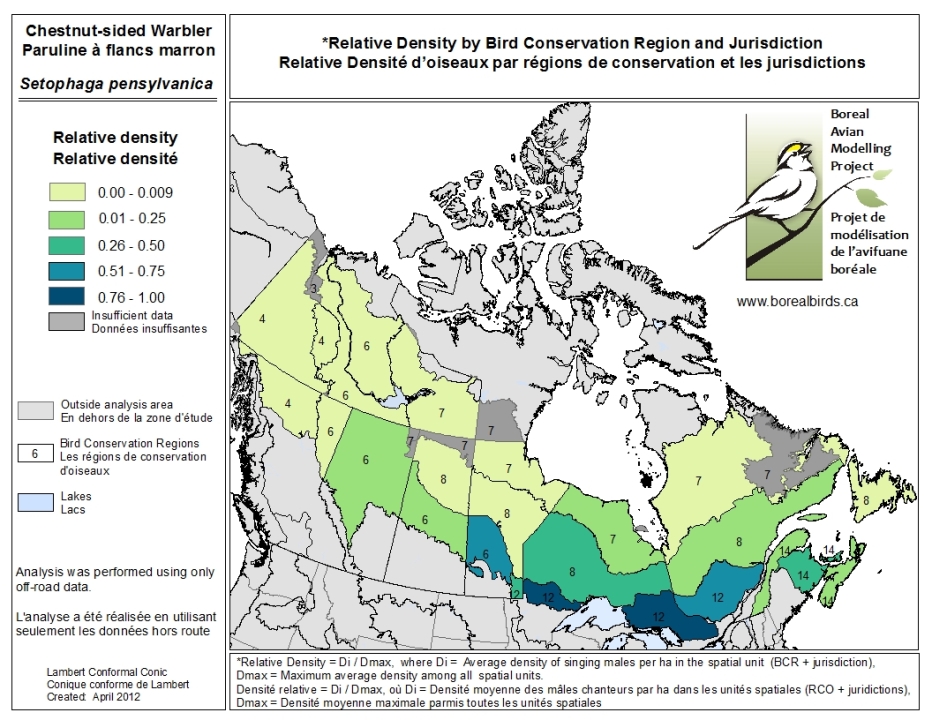 Chestnut-sided Warbler
Paruline à flancs marron
Setophaga pensylvanica
*Relative Density by Bird Conservation Region and Jurisdiction
Relative Densité d'oiseaux par régions de conservation et les jurisdictions
Relative density
Relative densité
0.00 - 0.009
0.01 - 0.25
0.26 - 0.50
0.51 - 0.75
0.76 - 1.00
Insufficient data
Données insuffisantes
Outside analysis area
En dehors de la zone d'étude
6
Bird Conservation Regions
Les régions de conservation
d'oiseaux
Lakes
Lacs
Analysis was performed using only
off-road data.
L'analyse a été réalisée en utilisant
seulement les données hors route
Lambert Conformal Conic
Conique conforme de Lambert
Created: April 2012
Boreal
Avian
Modelling
Project
Projet de
modélisation
de l'avifuane
boréale
www.borealbirds.ca
3
4
4
6
4
6
7
7
6
6
7
7
8
7
6
8
6
7
8
7
8
7
8
12
12
12
12
14
14
14
*Relative Density = Di / Dmax, where Di = Average density of singing males per ha in the spatial unit (BCR + jurisdiction),
Dmax = Maximum average density among all spatial units.
Densité relative = Di / Dmax, où Di = Densité moyenne des mâles chanteurs par ha dans les unités spatiales (RCO + juridictions),
Dmax = Densité moyenne maximale parmis toutes les unités spatiales